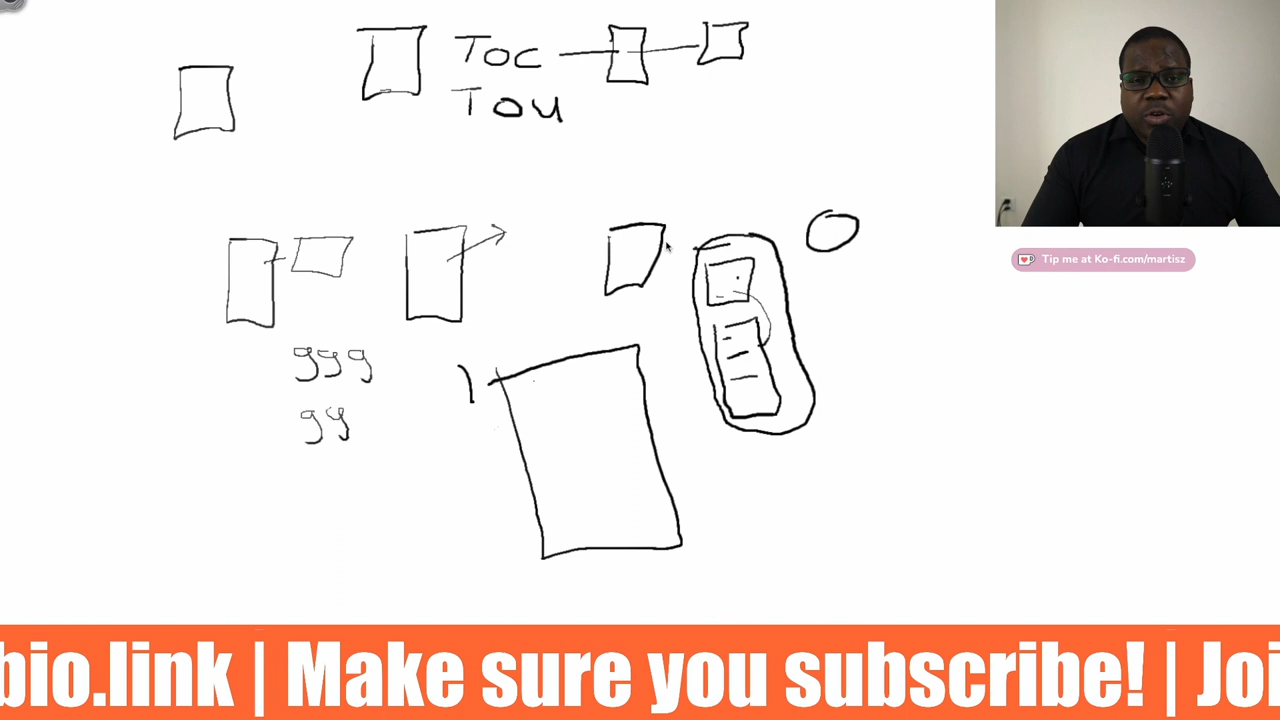 TOC
TOU
Tip me at Ko-fi.com/martisz
ggg
gg
bio.link | Make sure you subscribe! | Joi